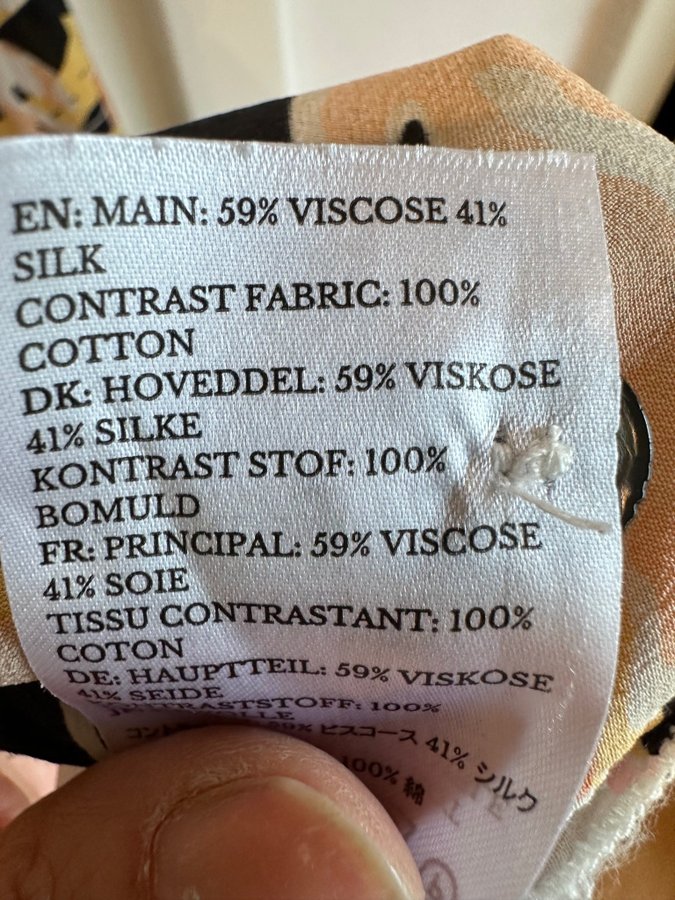 EN: MAIN: 59% VISCOSE 41%
SILK
CONTRAST FABRIC: 100%
COTTON
DK: HOVEDDEL: 59% VISKOSE
41% SILKE
KONTRAST STOF: 100%
BOMULD
FR: PRINCIPAL: 59% VISCOSE
41% SOIE
TISSU CONTRASTANT: 100%
COTON
DE: HAUPTTEIL: 59% VISKOSE
41% SEIDE
100%
ビスコース 41% シルク
100% 綿